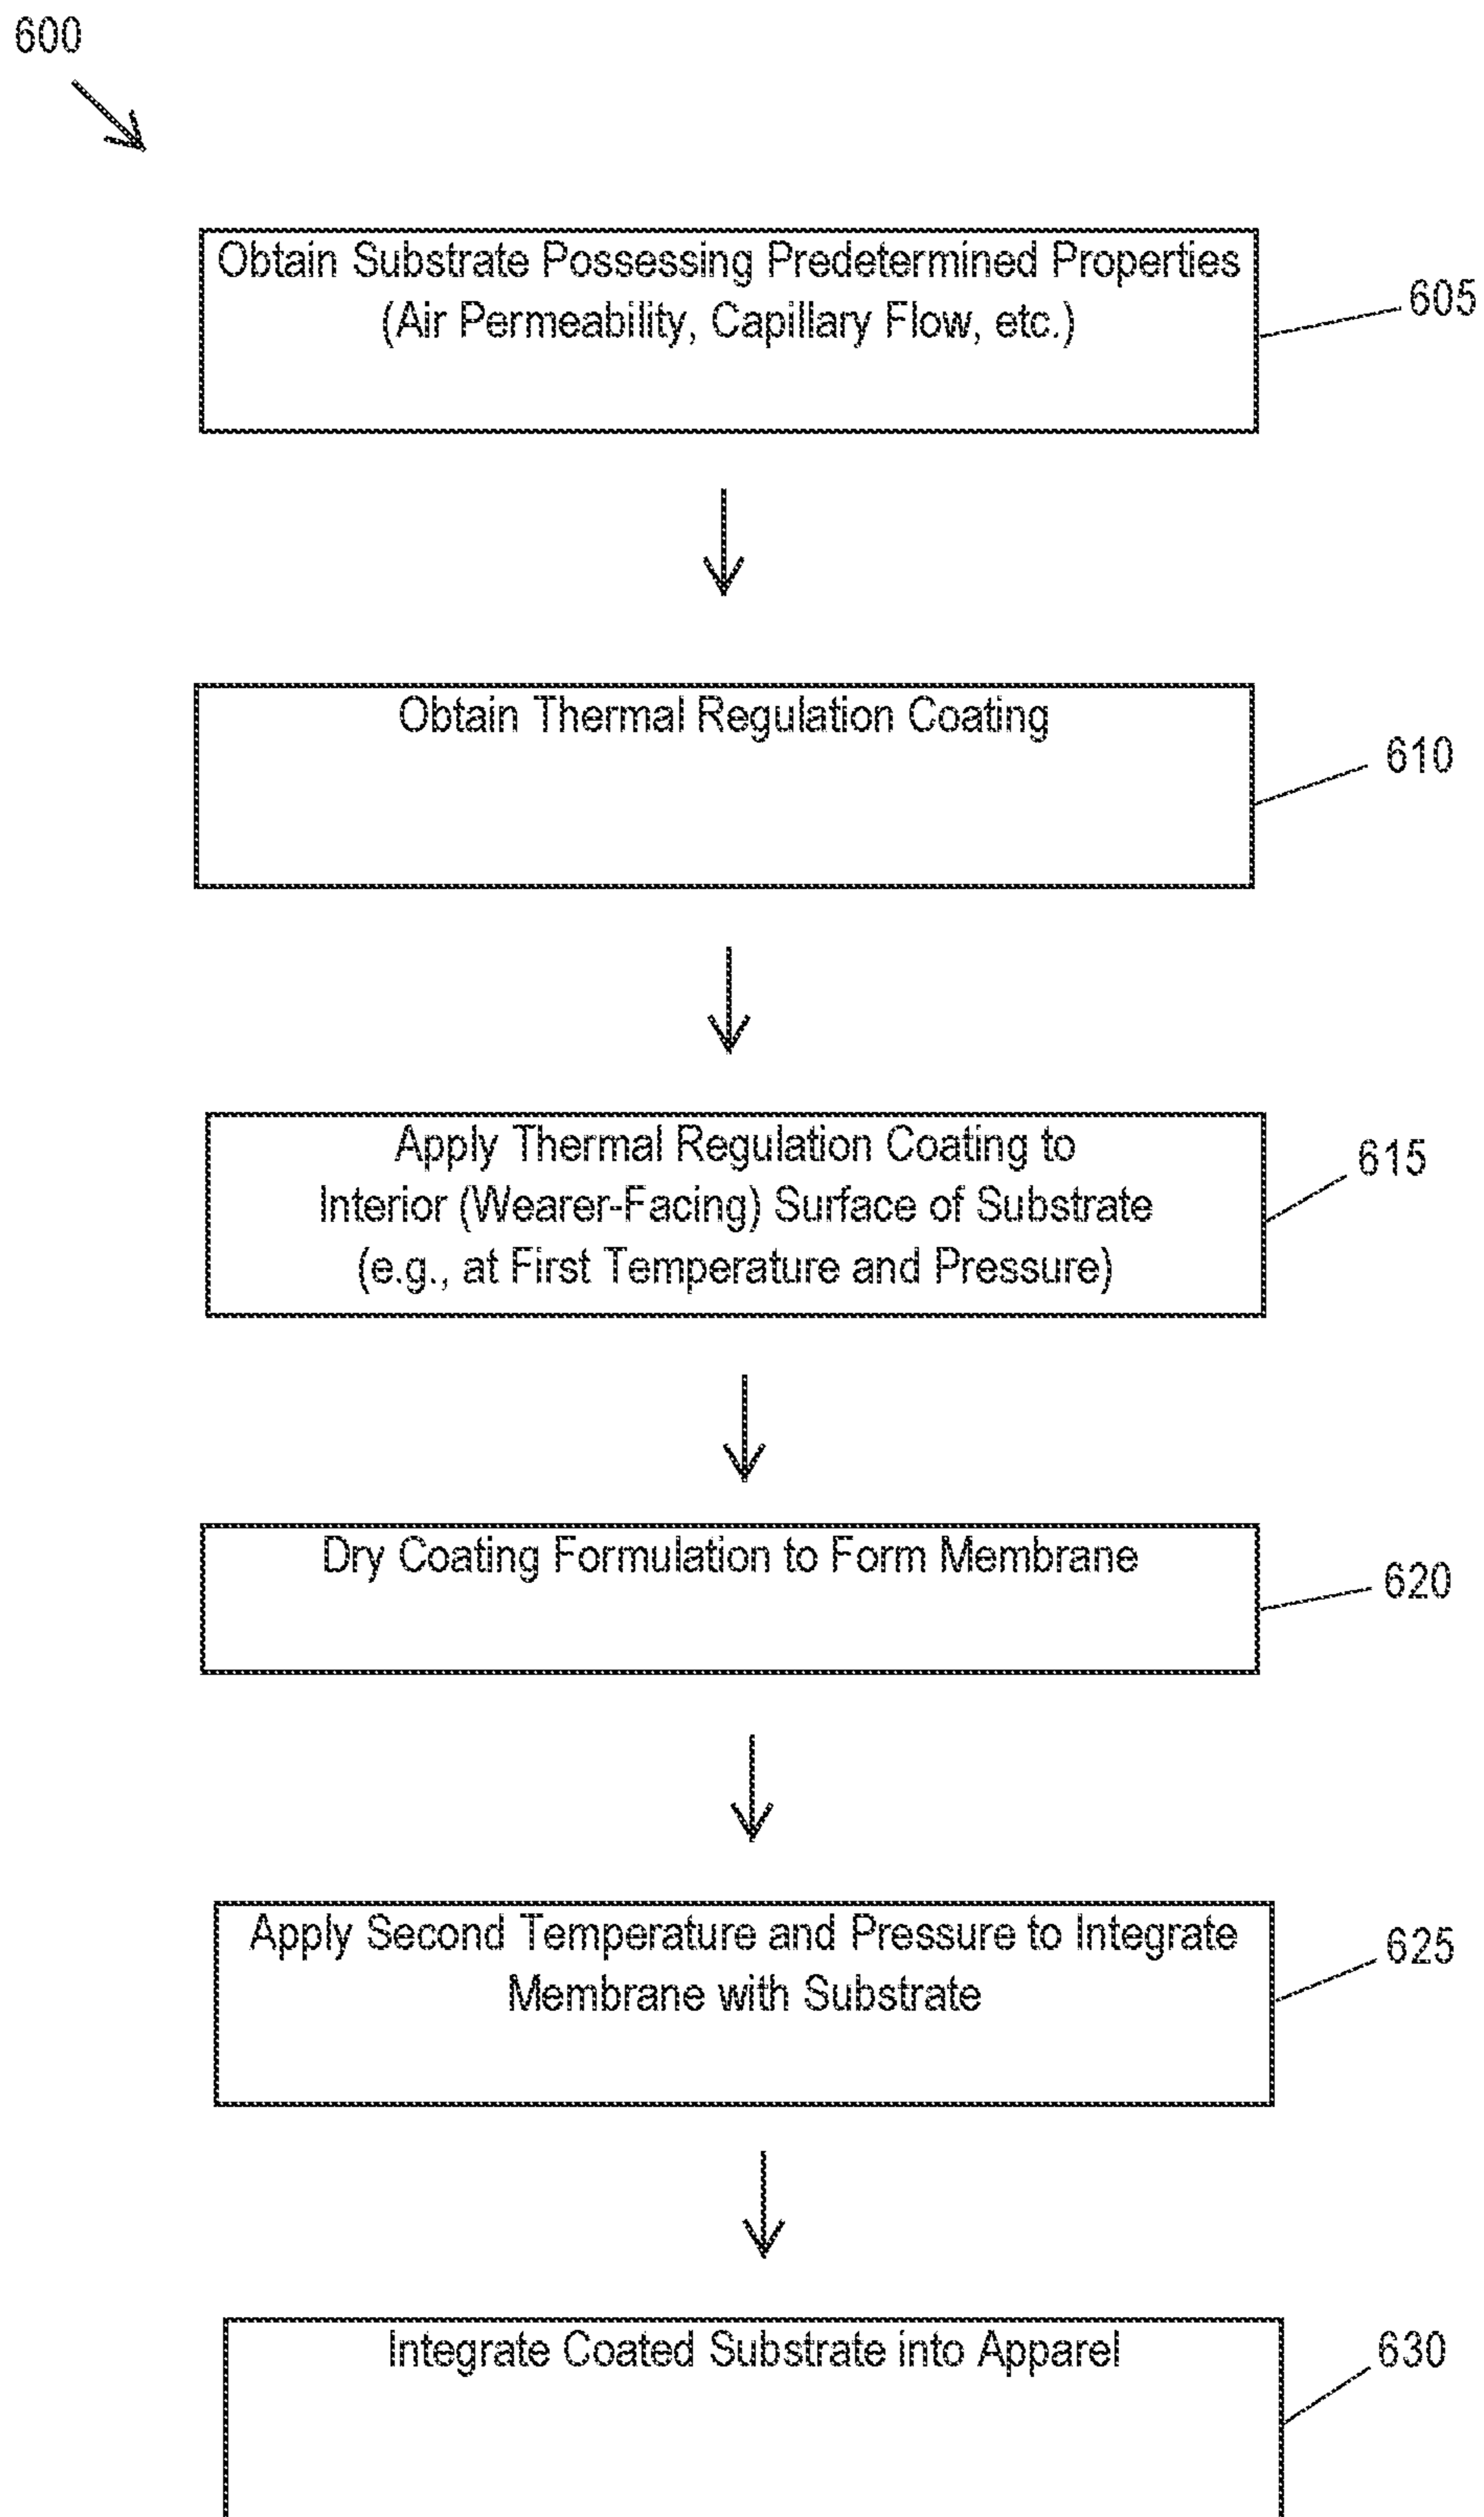 600
Obtain Substrate Possessing Predetermined Properties
(Air Permeability, Capillary Flow, etc.)
605
Obtain Thermal Regulation Coating
610
Apply Thermal Regulation Coating to
Interior (Wearer-Facing) Surface of Substrate
(e.g., at First Temperature and Pressure)
615
Dry Coating Formulation to Form Membrane
620
Apply Second Temperature and Pressure to Integrate
Membrane with Substrate
625
Integrate Coated Substrate into Apparel
630